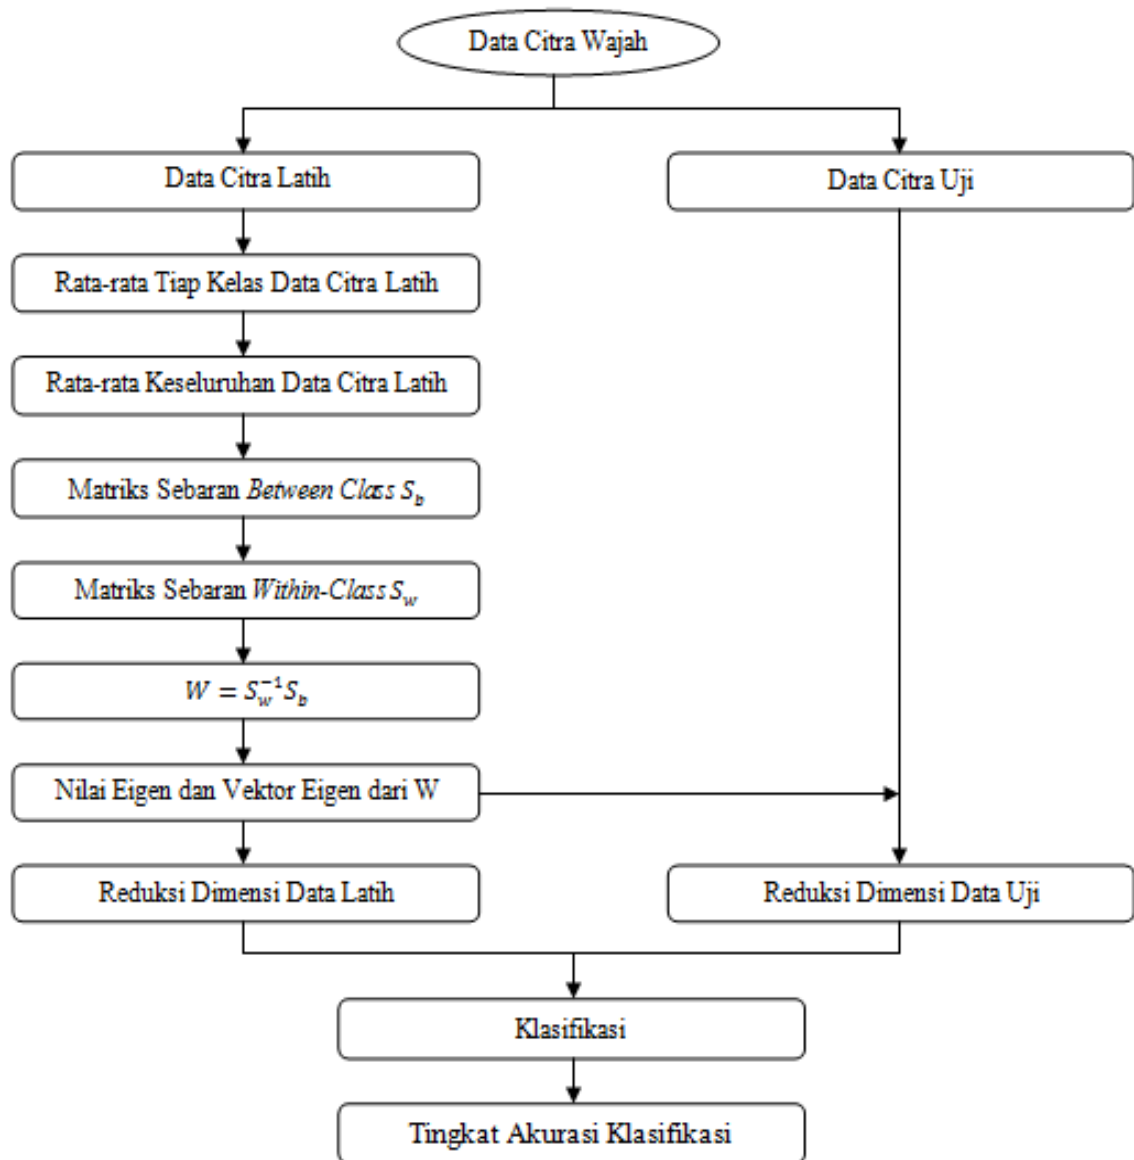 Data Citra Wajah
Data Citra Latih
Data Citra Uji
Rata-rata Tiap Kelas Data Citra Latih
Rata-rata Keseluruhan Data Citra Latih
Matriks Sebaran Between Class S_b
Matriks Sebaran Within-Class S_w
W = S_w^{-1} S_b
Nilai Eigen dan Vektor Eigen dari W
Reduksi Dimensi Data Latih
Reduksi Dimensi Data Uji
Klasifikasi
Tingkat Akurasi Klasifikasi